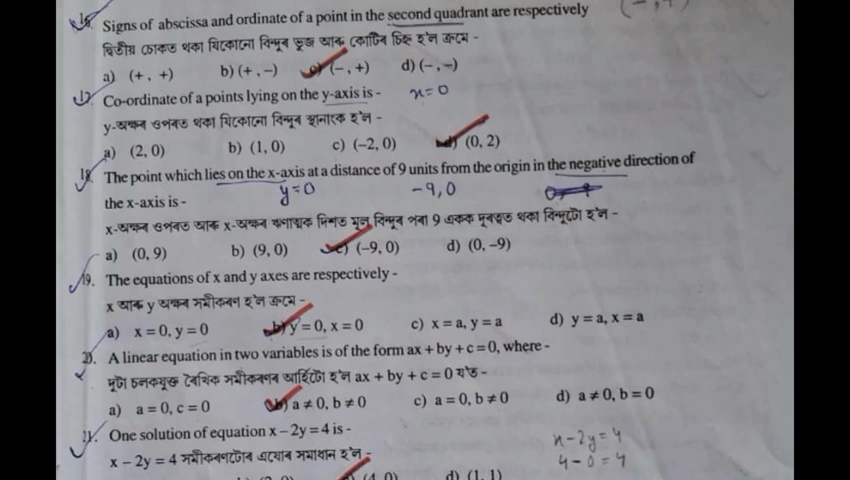 (-, +)
16. Signs of abscissa and ordinate of a point in the second quadrant are respectively
দ্বিতীয় চোকত থকা যিকোনো বিন্দুৰ ভূজ আৰু কোটিৰ চিহ্ন হ'ল ক্ৰমে -
a) (+, +) b) (+, −) c) (−, +) d) (−, −)
17. Co-ordinate of a points lying on the y-axis is - x=0
y-অক্ষৰ ওপৰত থকা যিকোনো বিন্দুৰ স্থানাংক হ'ল -
a) (2, 0) b) (1, 0) c) (−2, 0) d) (0, 2)
18. The point which lies on the x-axis at a distance of 9 units from the origin in the negative direction of
the x-axis is - y=0 -9,0
x-অক্ষৰ ওপৰত আৰু x-অক্ষৰ ঋণাত্মক দিশত মূল বিন্দুৰ পৰা 9 একক দূৰত্বত থকা বিন্দুটো হ'ল -
a) (0, 9) b) (9, 0) c) (−9, 0) d) (0, −9)
19. The equations of x and y axes are respectively -
x আৰু y অক্ষৰ সমীকৰণ হ'ল ক্ৰমে -
a) x = 0, y = 0 b) y = 0, x = 0 c) x = a, y = a d) y = a, x = a
20. A linear equation in two variables is of the form ax + by + c = 0, where -
দুটা চলকযুক্ত ৰৈখিক সমীকৰণৰ আৰ্হিটো হ'ল ax + by + c = 0 য'ত -
a) a = 0, c = 0 b) a ≠ 0, b ≠ 0 c) a = 0, b ≠ 0 d) a ≠ 0, b = 0
21. One solution of equation x − 2y = 4 is - x-2y=4
x − 2y = 4 সমীকৰণটোৰ এযোৰ সমাধান হ'ল - 4-0=4
(4, 0) d) (1, 1)